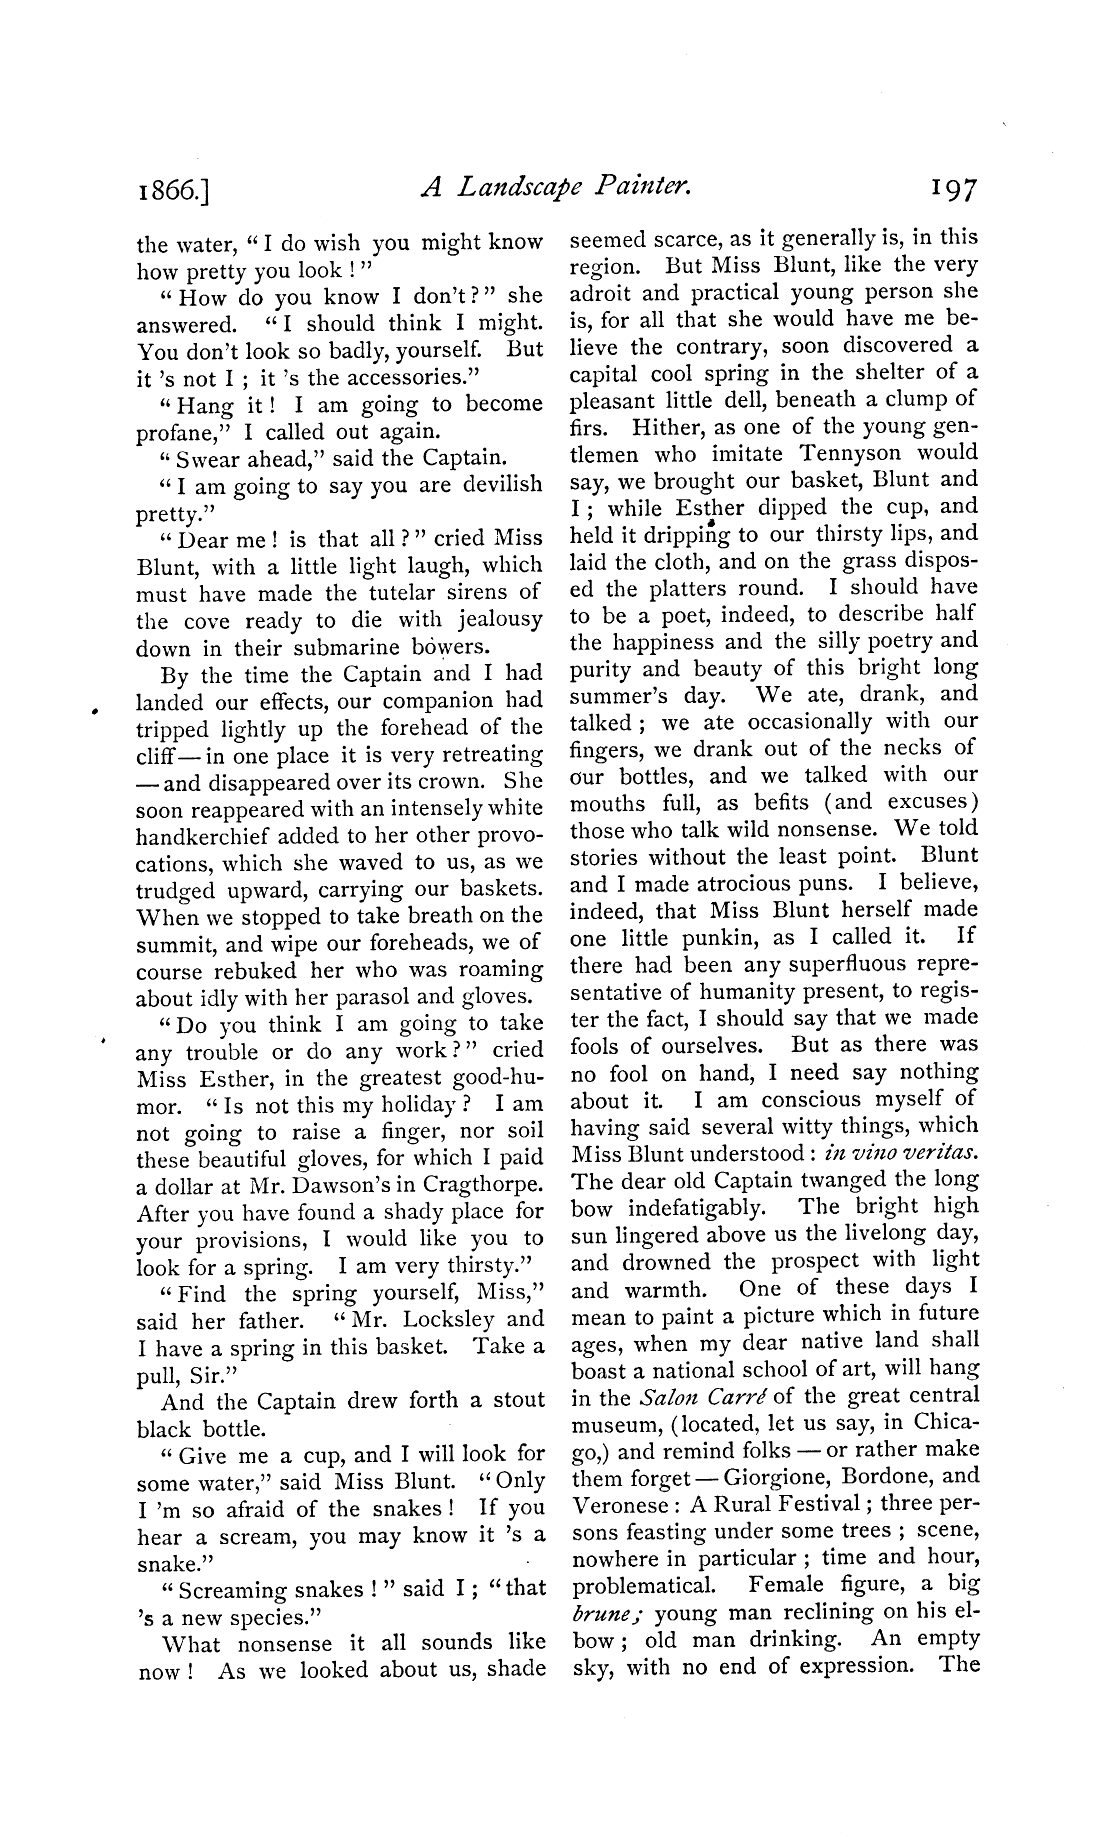 1866.] A Landscape Painter. 197
the water, “ I do wish you might know
how pretty you look ! ”
“ How do you know I don't ? ” she
answered. “ I should think I might.
You don't look so badly, yourself. But
it 's not I ; it 's the accessories.”
“ Hang it ! I am going to become
profane,” I called out again.
“ Swear ahead,” said the Captain.
“ I am going to say you are devilish
pretty.”
“ Dear me ! is that all ? ” cried Miss
Blunt, with a little light laugh, which
must have made the tutelar sirens of
the cove ready to die with jealousy
down in their submarine bowers.
By the time the Captain and I had
landed our effects, our companion had
tripped lightly up the forehead of the
cliff — in one place it is very retreating
— and disappeared over its crown. She
soon reappeared with an intensely white
handkerchief added to her other provo-
cations, which she waved to us, as we
trudged upward, carrying our baskets.
When we stopped to take breath on the
summit, and wipe our foreheads, we of
course rebuked her who was roaming
about idly with her parasol and gloves.
“ Do you think I am going to take
any trouble or do any work ? ” cried
Miss Esther, in the greatest good-hu-
mor. “ Is not this my holiday ? I am
not going to raise a finger, nor soil
these beautiful gloves, for which I paid
a dollar at Mr. Dawson's in Cragthorpe.
After you have found a shady place for
your provisions, I would like you to
look for a spring. I am very thirsty.”
“ Find the spring yourself, Miss,”
said her father. “ Mr. Locksley and
I have a spring in this basket. Take a
pull, Sir.”
And the Captain drew forth a stout
black bottle.
“ Give me a cup, and I will look for
some water,” said Miss Blunt. “ Only
I 'm so afraid of the snakes ! If you
hear a scream, you may know it 's a
snake.”
“ Screaming snakes ! ” said I ; “ that
's a new species.”
What nonsense it all sounds like
now ! As we looked about us, shade
seemed scarce, as it generally is, in this
region. But Miss Blunt, like the very
adroit and practical young person she
is, for all that she would have me be-
lieve the contrary, soon discovered a
capital cool spring in the shelter of a
pleasant little dell, beneath a clump of
firs. Hither, as one of the young gen-
tlemen who imitate Tennyson would
say, we brought our basket, Blunt and
I ; while Esther dipped the cup, and
held it dripping to our thirsty lips, and
laid the cloth, and on the grass dispos-
ed the platters round. I should have
to be a poet, indeed, to describe half
the happiness and the silly poetry and
purity and beauty of this bright long
summer's day. We ate, drank, and
talked ; we ate occasionally with our
fingers, we drank out of the necks of
our bottles, and we talked with our
mouths full, as befits (and excuses)
those who talk wild nonsense. We told
stories without the least point. Blunt
and I made atrocious puns. I believe,
indeed, that Miss Blunt herself made
one little punkin, as I called it. If
there had been any superfluous repre-
sentative of humanity present, to regis-
ter the fact, I should say that we made
fools of ourselves. But as there was
no fool on hand, I need say nothing
about it. I am conscious myself of
having said several witty things, which
Miss Blunt understood : in vino veritas.
The dear old Captain twanged the long
bow indefatigably. The bright high
sun lingered above us the livelong day,
and drowned the prospect with light
and warmth. One of these days I
mean to paint a picture which in future
ages, when my dear native land shall
boast a national school of art, will hang
in the Salon Carré of the great central
museum, (located, let us say, in Chica-
go,) and remind folks — or rather make
them forget — Giorgione, Bordone, and
Veronese : A Rural Festival ; three per-
sons feasting under some trees ; scene,
nowhere in particular ; time and hour,
problematical. Female figure, a big
brune ; young man reclining on his el-
bow ; old man drinking. An empty
sky, with no end of expression. The